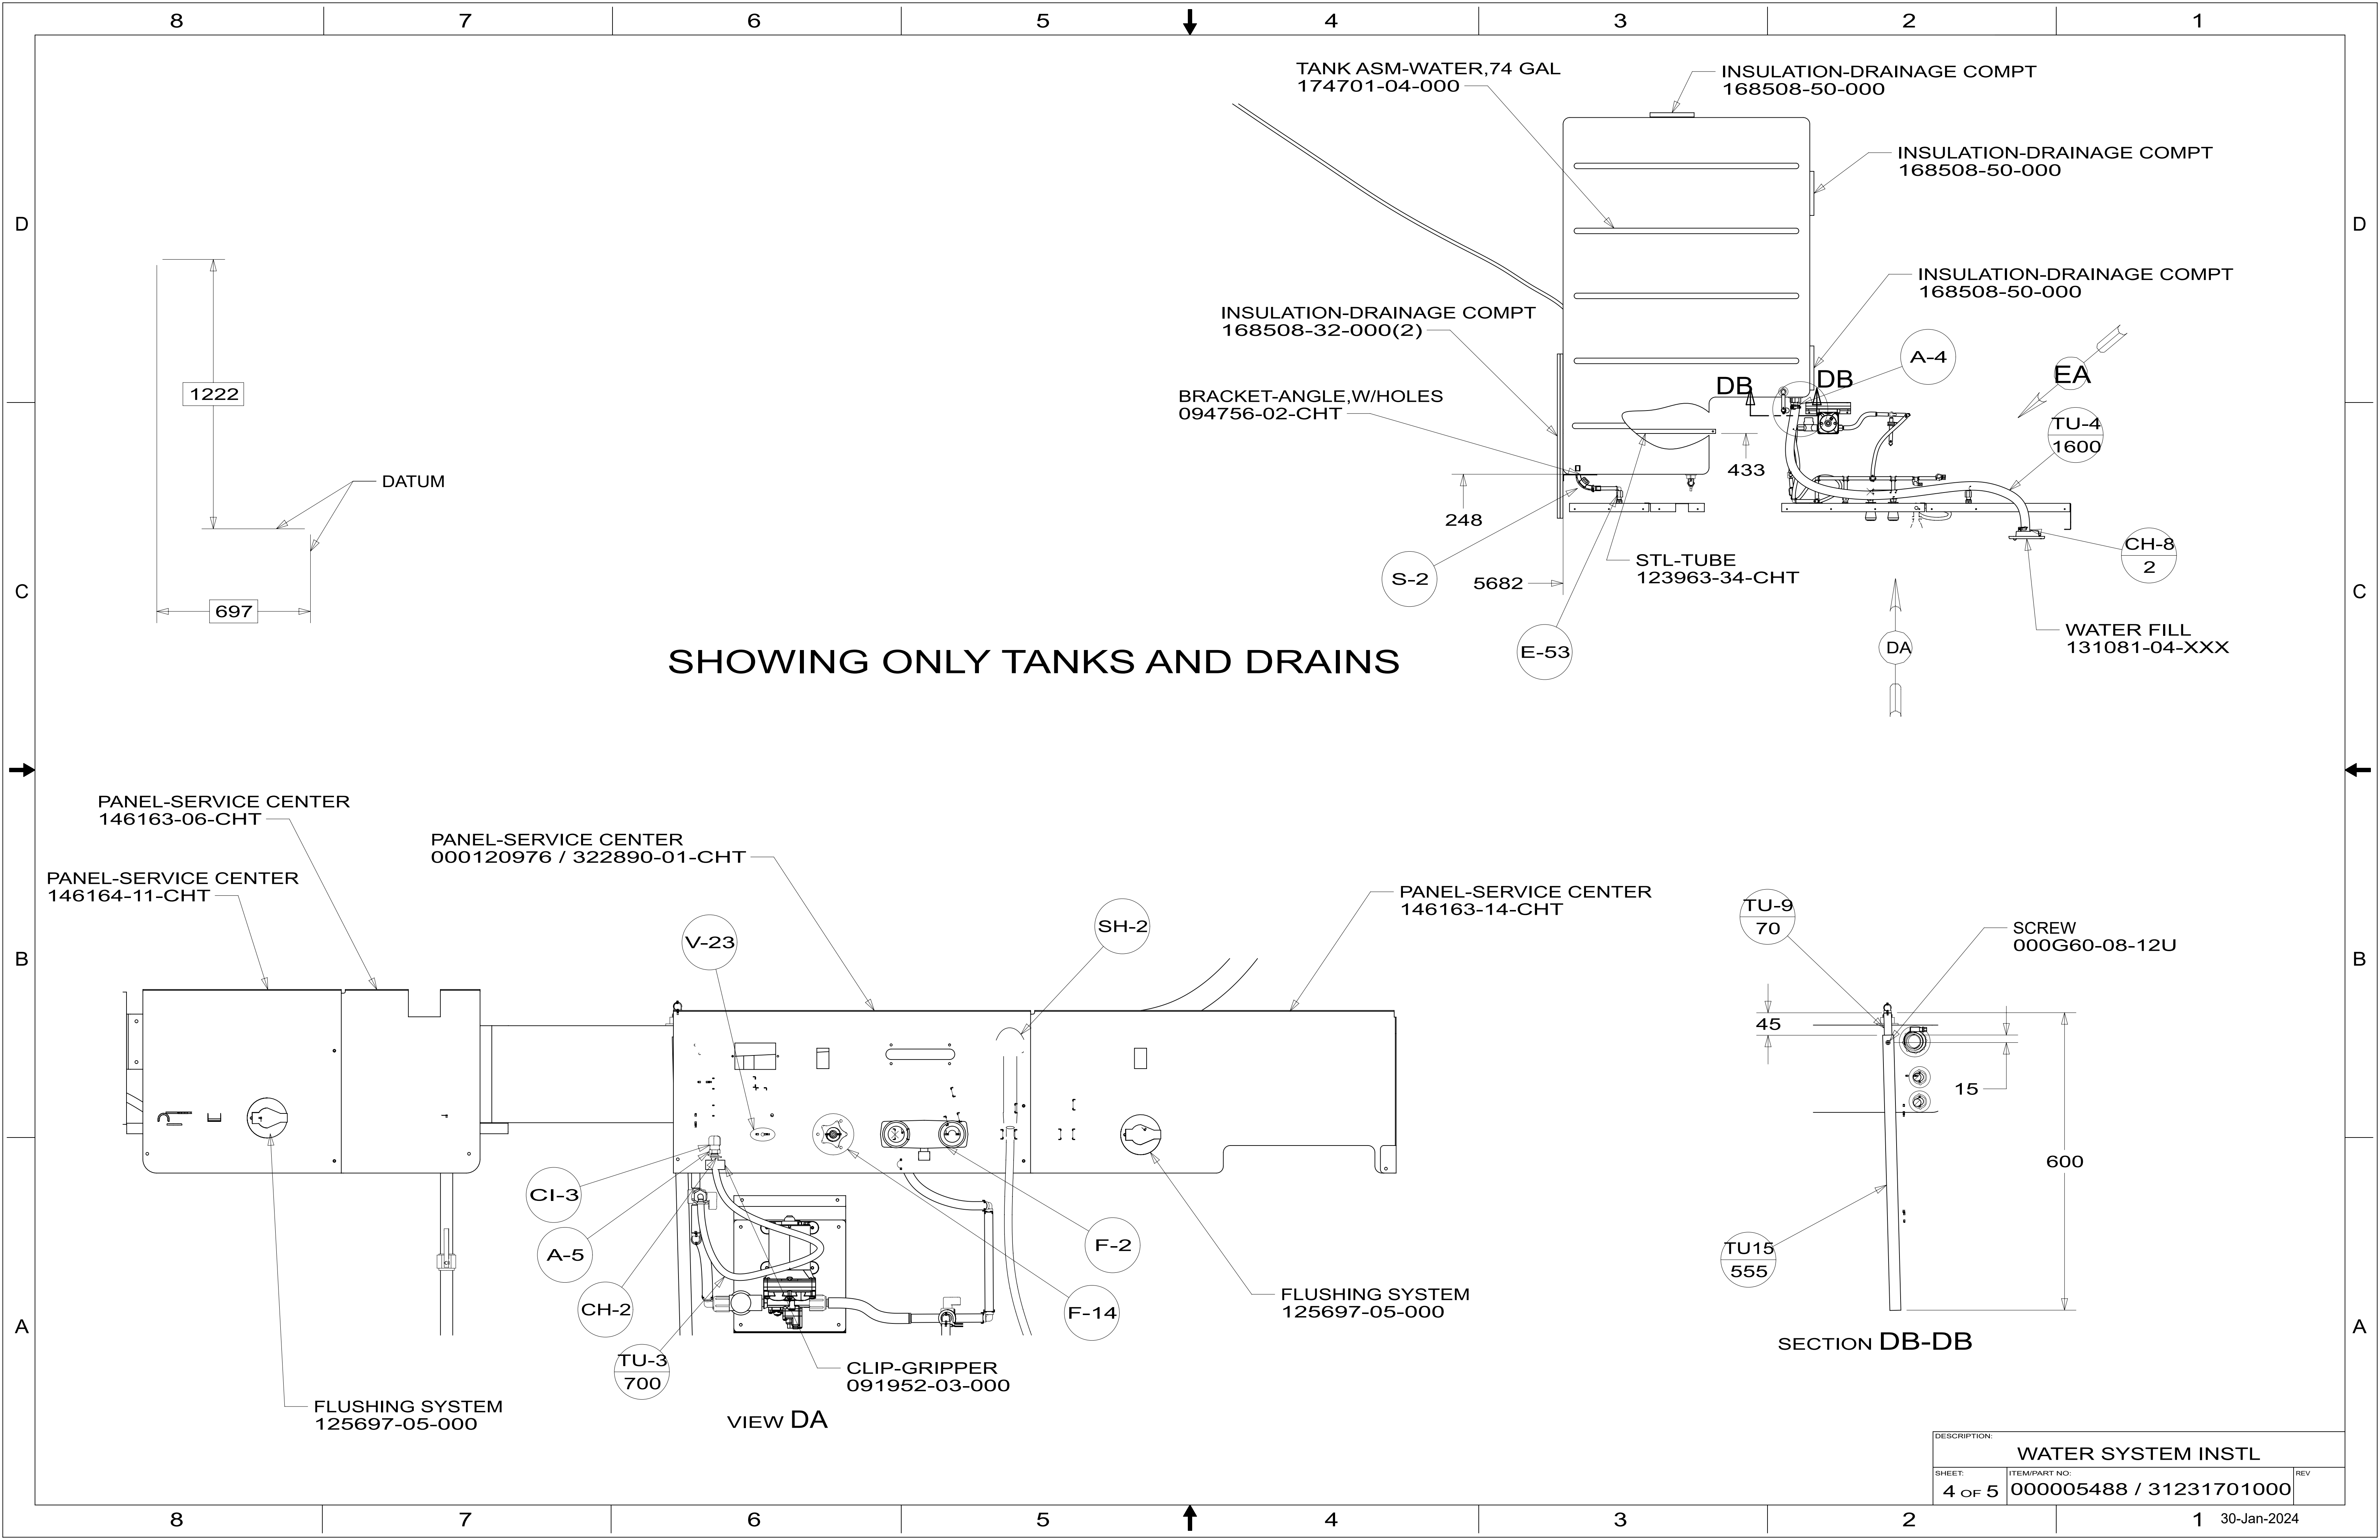 8 7 6 5 4 3 2 1
TANK ASM-WATER,74 GAL
174701-04-000
INSULATION-DRAINAGE COMPT
168508-50-000
INSULATION-DRAINAGE COMPT
168508-50-000
D
D
INSULATION-DRAINAGE COMPT
168508-50-000
INSULATION-DRAINAGE COMPT
168508-32-000(2)
A-4
EA
DB
DB
1222
BRACKET-ANGLE,W/HOLES
094756-02-CHT
TU-4
1600
433
DATUM
248
CH-8
2
STL-TUBE
123963-34-CHT
S-2
5682
C
C
697
WATER FILL
131081-04-XXX
DA
E-53
SHOWING ONLY TANKS AND DRAINS
PANEL-SERVICE CENTER
146163-06-CHT
PANEL-SERVICE CENTER
000120976 / 322890-01-CHT
PANEL-SERVICE CENTER
146164-11-CHT
PANEL-SERVICE CENTER
146163-14-CHT
TU-9
70
SH-2
SCREW
000G60-08-12U
V-23
B
B
45
15
600
CI-3
A-5
F-2
TU15
555
CH-2
F-14
FLUSHING SYSTEM
125697-05-000
A
A
SECTION DB-DB
TU-3
700
CLIP-GRIPPER
091952-03-000
FLUSHING SYSTEM
125697-05-000
VIEW DA
DESCRIPTION:
WATER SYSTEM INSTL
SHEET:
ITEM/PART NO:
REV
4 OF 5
000005488 / 31231701000
8 7 6 5 4 3 2 1
30-Jan-2024